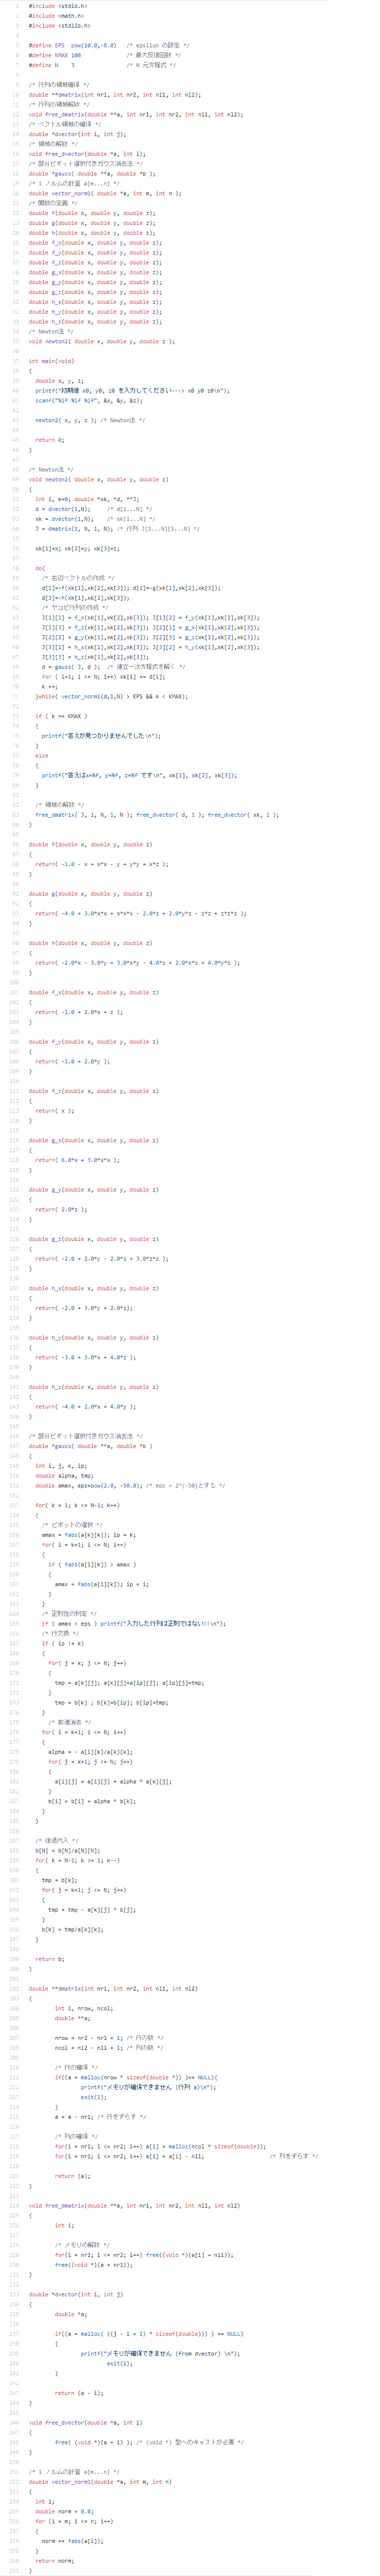 1 #include <stdio.h>
2 #include <math.h>
3 #include <stdlib.h>
4
5 #define EPS  pow(10.0,-8.0)   /* epsilon の設定 */
6 #define KMAX 100              /* 最大反復回数 */
7 #define N    3                /* N 元方程式 */
8
9 /* 行列の領域確保 */
10 double **dmatrix(int nr1, int nr2, int nl1, int nl2);
11 /* 行列の領域解放 */
12 void free_dmatrix(double **a, int nr1, int nr2, int nl1, int nl2);
13 /* ベクトル領域の確保 */
14 double *dvector(int i, int j);
15 /* 領域の解放 */
16 void free_dvector(double *a, int i);
17 /* 部分ピボット選択付きガウス消去法 */
18 double *gauss( double **a, double *b );
19 /* 1 ノルムの計算 a[m...n] */
20 double vector_norm1( double *a, int m, int n );
21 /* 関数の定義 */
22 double f(double x, double y, double z);
23 double g(double x, double y, double z);
24 double h(double x, double y, double z);
25 double f_x(double x, double y, double z);
26 double f_y(double x, double y, double z);
27 double f_z(double x, double y, double z);
28 double g_x(double x, double y, double z);
29 double g_y(double x, double y, double z);
30 double g_z(double x, double y, double z);
31 double h_x(double x, double y, double z);
32 double h_y(double x, double y, double z);
33 double h_z(double x, double y, double z);
34 /* Newton法 */
35 void newton2( double x, double y, double z );
36
37 int main(void)
38 {
39   double x, y, z;
40   printf("初期値 x0, y0, z0 を入力してください---> x0 y0 z0\n");
41   scanf("%lf %lf %lf", &x, &y, &z);
42
43   newton2( x, y, z ); /* Newton法 */
44
45   return 0;
46 }
47
48 /* Newton法 */
49 void newton2( double x, double y, double z)
50 {
51   int i, k=0; double *xk, *d, **J;
52   d = dvector(1,N);     /* d[1...N] */
53   xk = dvector(1,N);    /* xk[1...N] */
54   J = dmatrix(1, N, 1, N); /* 行列 J[1...N][1...N] */
55
56   xk[1]=x; xk[2]=y; xk[3]=z;
57
58   do{
59     /* 右辺ベクトルの作成 */
60     d[1]=-f(xk[1],xk[2],xk[3]); d[2]=-g(xk[1],xk[2],xk[3]);
61     d[3]=-h(xk[1],xk[2],xk[3]);
62     /* ヤコビ行列の作成 */
63     J[1][1] = f_x(xk[1],xk[2],xk[3]); J[1][2] = f_y(xk[1],xk[2],xk[3]);
64     J[1][3] = f_z(xk[1],xk[2],xk[3]); J[2][1] = g_x(xk[1],xk[2],xk[3]);
65     J[2][2] = g_y(xk[1],xk[2],xk[3]); J[2][3] = g_z(xk[1],xk[2],xk[3]);
66     J[3][1] = h_x(xk[1],xk[2],xk[3]); J[3][2] = h_y(xk[1],xk[2],xk[3]);
67     J[3][3] = h_z(xk[1],xk[2],xk[3]);
68     d = gauss( J, d );  /* 連立一次方程式を解く */
69     for ( i=1; i <= N; i++) xk[i] += d[i];
70     k ++;
71   }while( vector_norm1(d,1,N) > EPS && k < KMAX);
72
73   if ( k == KMAX )
74   {
75     printf("答えが見つかりませんでした\n");
76   }
77   else
78   {
79     printf("答えはx=%f, y=%f, z=%f です\n", xk[1], xk[2], xk[3]);
80   }
81
82   /* 領域の解放 */
83   free_dmatrix( J, 1, N, 1, N ); free_dvector( d, 1 ); free_dvector( xk, 1 );
84 }
85
86 double f(double x, double y, double z)
87 {
88   return( -1.0 - x + x*x - y + y*y + x*z );
89 }
90
91 double g(double x, double y, double z)
92 {
93   return( -4.0 + 3.0*x*x + x*x*x - 2.0*z + 2.0*y*z - z*z + z*z*z );
94 }
95
96 double h(double x, double y, double z)
97 {
98   return( -2.0*x - 3.0*y + 3.0*x*y - 4.0*z + 2.0*x*z + 4.0*y*z );
99 }
100
101 double f_x(double x, double y, double z)
102 {
103   return( -1.0 + 2.0*x + z );
104 }
105
106 double f_y(double x, double y, double z)
107 {
108   return( -1.0 + 2.0*y );
109 }
110
111 double f_z(double x, double y, double z)
112 {
113   return( x );
114 }
115
116 double g_x(double x, double y, double z)
117 {
118   return( 6.0*x + 3.0*x*x );
119 }
120
121 double g_y(double x, double y, double z)
122 {
123   return( 2.0*z );
124 }
125
126 double g_z(double x, double y, double z)
127 {
128   return( -2.0 + 2.0*y - 2.0*z + 3.0*z*z );
129 }
130
131 double h_x(double x, double y, double z)
132 {
133   return( -2.0 + 3.0*y + 2.0*z);
134 }
135
136 double h_y(double x, double y, double z)
137 {
138   return( -3.0 + 3.0*x + 4.0*z );
139 }
140
141 double h_z(double x, double y, double z)
142 {
143   return( -4.0 + 2.0*x + 4.0*y );
144 }
145
146 /* 部分ピボット選択付きガウス消去法 */
147 double *gauss( double **a, double *b )
148 {
149   int i, j, k, ip;
150   double alpha, tmp;
151   double amax, eps=pow(2.0, -50.0); /* eps = 2^{-50}とする */
152
153   for( k = 1; k <= N-1; k++)
154   {
155     /* ピボットの選択 */
156     amax = fabs(a[k][k]); ip = k;
157     for( i = k+1; i <= N; i++)
158     {
159       if ( fabs(a[i][k]) > amax )
160       {
161         amax = fabs(a[i][k]); ip = i;
162       }
163     }
164     /* 正則性の判定 */
165     if ( amax < eps ) printf("入力した行列は正則ではない!!\n");
166     /* 行交換 */
167     if ( ip != k)
168     {
169       for( j = k; j <= N; j++)
170       {
171         tmp = a[k][j]; a[k][j]=a[ip][j]; a[ip][j]=tmp;
172       }
173         tmp = b[k] ; b[k]=b[ip]; b[ip]=tmp;
174     }
175       /* 前進消去 */
176     for( i = k+1; i <= N; i++)
177     {
178       alpha = - a[i][k]/a[k][k];
179       for( j = k+1; j <= N; j++)
180       {
181         a[i][j] = a[i][j] + alpha * a[k][j];
182       }
183       b[i] = b[i] + alpha * b[k];
184     }
185   }
186
187   /* 後退代入 */
188   b[N] = b[N]/a[N][N];
189   for( k = N-1; k >= 1; k--)
190   {
191     tmp = b[k];
192     for( j = k+1; j <= N; j++)
193     {
194       tmp = tmp - a[k][j] * b[j];
195     }
196     b[k] = tmp/a[k][k];
197   }
198
199   return b;
200 }
201
202 double **dmatrix(int nr1, int nr2, int nl1, int nl2)
203 {
204         int i, nrow, ncol;
205         double **a;
206
207         nrow = nr2 - nr1 + 1; /* 行の数 */
208         ncol = nl2 - nl1 + 1; /* 列の数 */
209
210         /* 行の確保 */
211         if((a = malloc(nrow * sizeof(double *)) )== NULL){
212                 printf("メモリが確保できません (行列 a)\n");
213                 exit(1);
214         }
215         a = a - nr1; /* 行をずらす */
216
217         /* 列の確保 */
218         for(i = nr1; i <= nr2; i++) a[i] = malloc(ncol * sizeof(double));
219         for(i = nr1; i <= nr2; i++) a[i] = a[i] - nl1;             /* 列をずらす */
220
221         return (a);
222 }
223
224 void free_dmatrix(double **a, int nr1, int nr2, int nl1, int nl2)
225 {
226         int i;
227
228         /* メモリの解放 */
229         for(i = nr1; i <= nr2; i++) free((void *)(a[i] + nl1));
230         free((void *)(a + nr1));
231 }
232
233 double *dvector(int i, int j)
234 {
235         double *a;
236
237         if((a = malloc( ((j - i + 1) * sizeof(double))) ) == NULL)
238         {
239                 printf("メモリが確保できません (from dvector) \n");
240                         exit(1);
241         }
242
243         return (a - i);
244 }
245
246 void free_dvector(double *a, int i)
247 {
248         free( (void *)(a + i) ); /* (void *) 型へのキャストが必要 */
249 }
250
251 /* 1 ノルムの計算 a[m...n] */
252 double vector_norm1(double *a, int m, int n)
253 {
254   int i;
255   double norm = 0.0;
256   for (i = m; i <= n; i++)
257   {
258     norm += fabs(a[i]);
259   }
260   return norm;
261 }